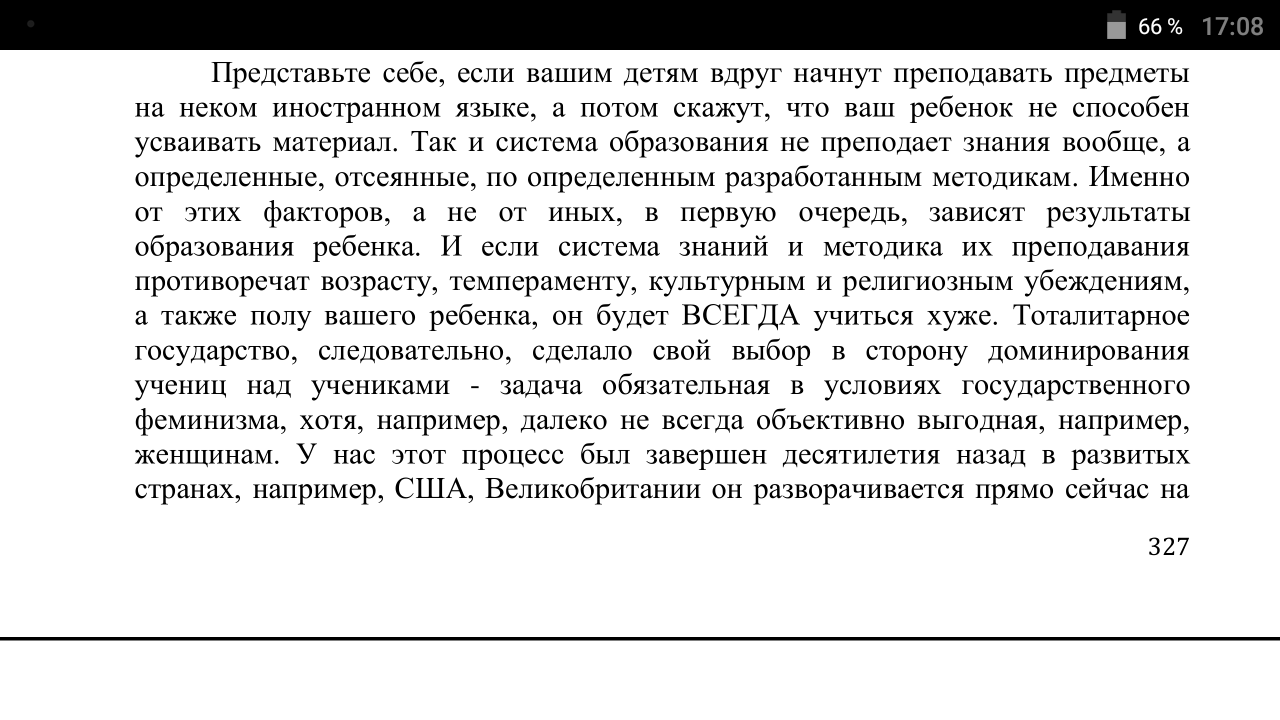 66 % 17:08
Представьте себе, если вашим детям вдруг начнут преподавать предметы
на неком иностранном языке, а потом скажут, что ваш ребенок не способен
усваивать материал. Так и система образования не преподает знания вообще, а
определенные, отсеянные, по определенным разработанным методикам. Именно
от этих факторов, а не от иных, в первую очередь, зависят результаты
образования ребенка. И если система знаний и методика их преподавания
противоречат возрасту, темпераменту, культурным и религиозным убеждениям,
а также полу вашего ребенка, он будет ВСЕГДА учиться хуже. Тоталитарное
государство, следовательно, сделало свой выбор в сторону доминирования
учениц над учениками - задача обязательная в условиях государственного
феминизма, хотя, например, далеко не всегда объективно выгодная, например,
женщинам. У нас этот процесс был завершен десятилетия назад в развитых
странах, например, США, Великобритании он разворачивается прямо сейчас на
327